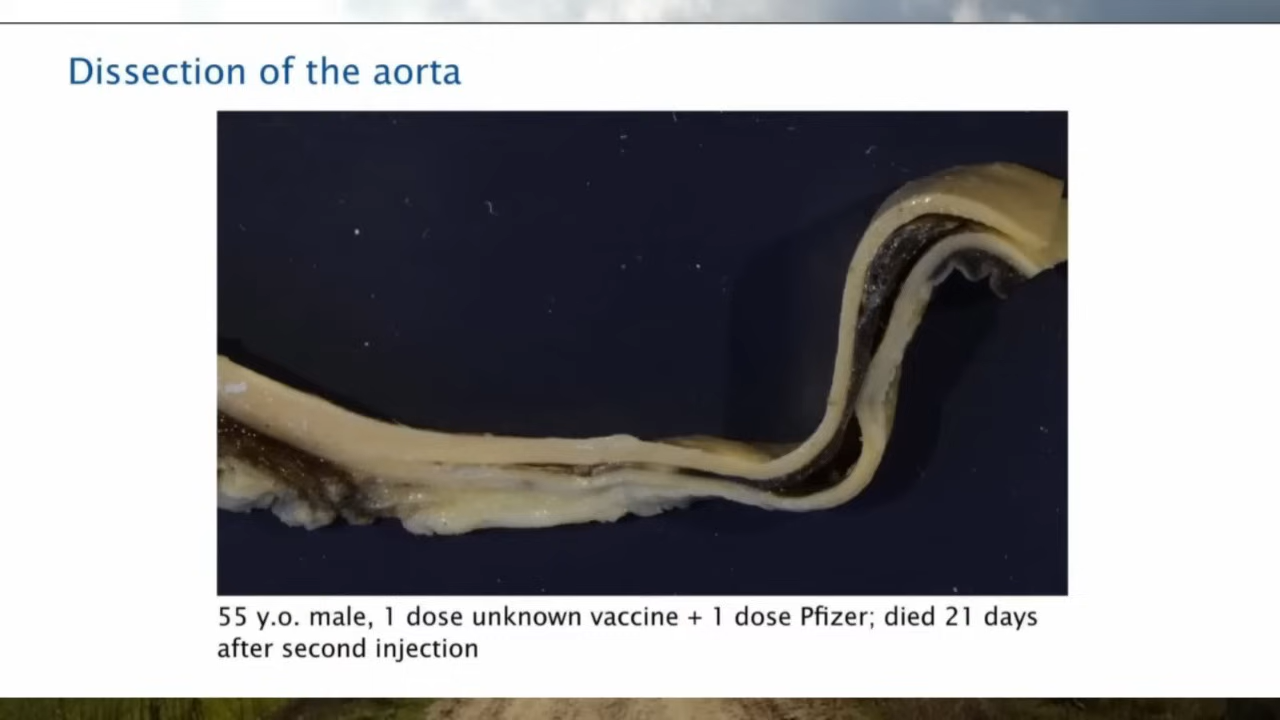 Dissection of the aorta
55 y.o. male, 1 dose unknown vaccine + 1 dose Pfizer; died 21 days
after second injection